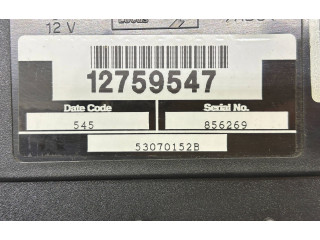 12 V
12759547
Date Code Serial No.
545 856269
53070152B